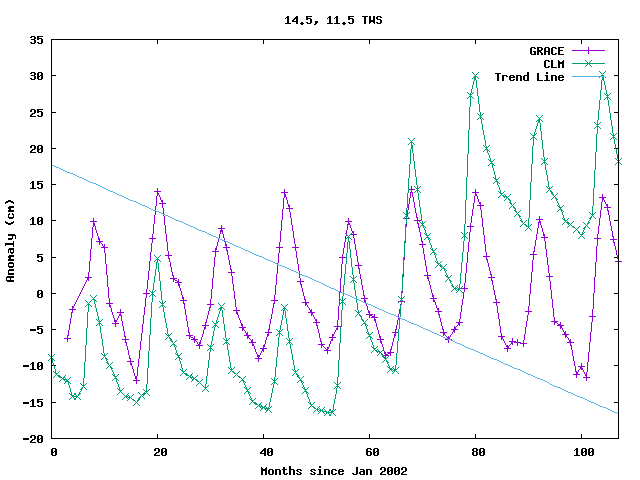 14.5, 11.5 TWS
35
30
25
20
15
10
5
0
-5
-10
-15
-20
Anomaly (cm)
GRACE
CLM
Trend Line
0 20 40 60 80 100
Months since Jan 2002